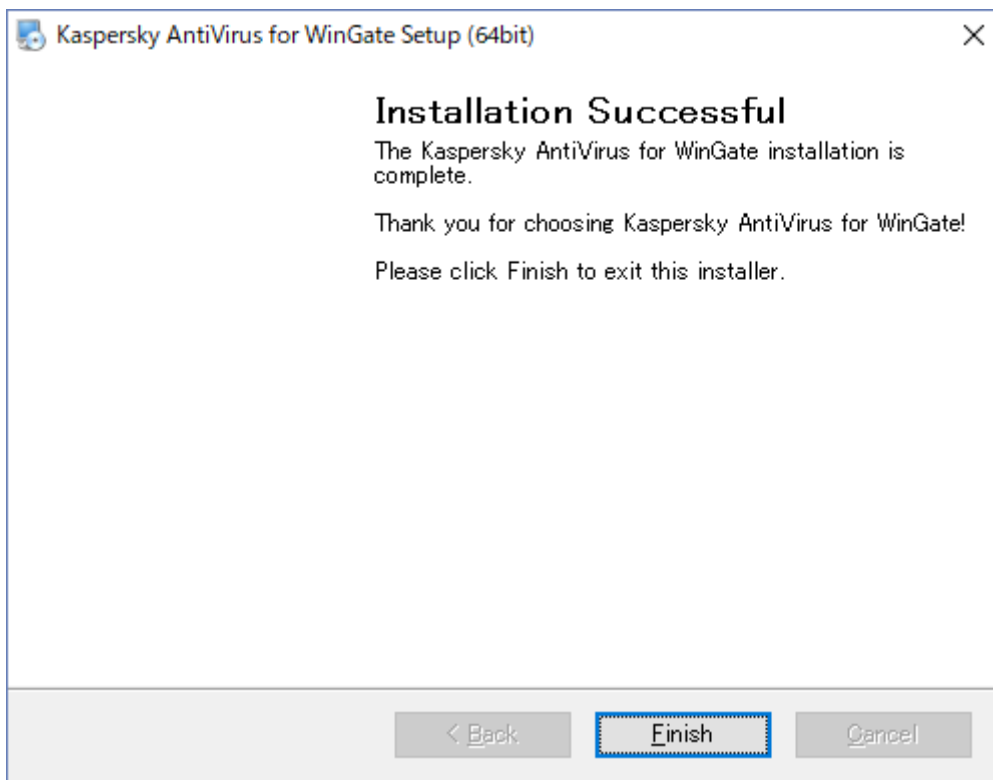 Kaspersky AntiVirus for WinGate Setup (64bit)
Installation Successful
The Kaspersky AntiVirus for WinGate installation is
complete.
Thank you for choosing Kaspersky AntiVirus for WinGate!
Please click Finish to exit this installer.
< Back
Finish
Cancel